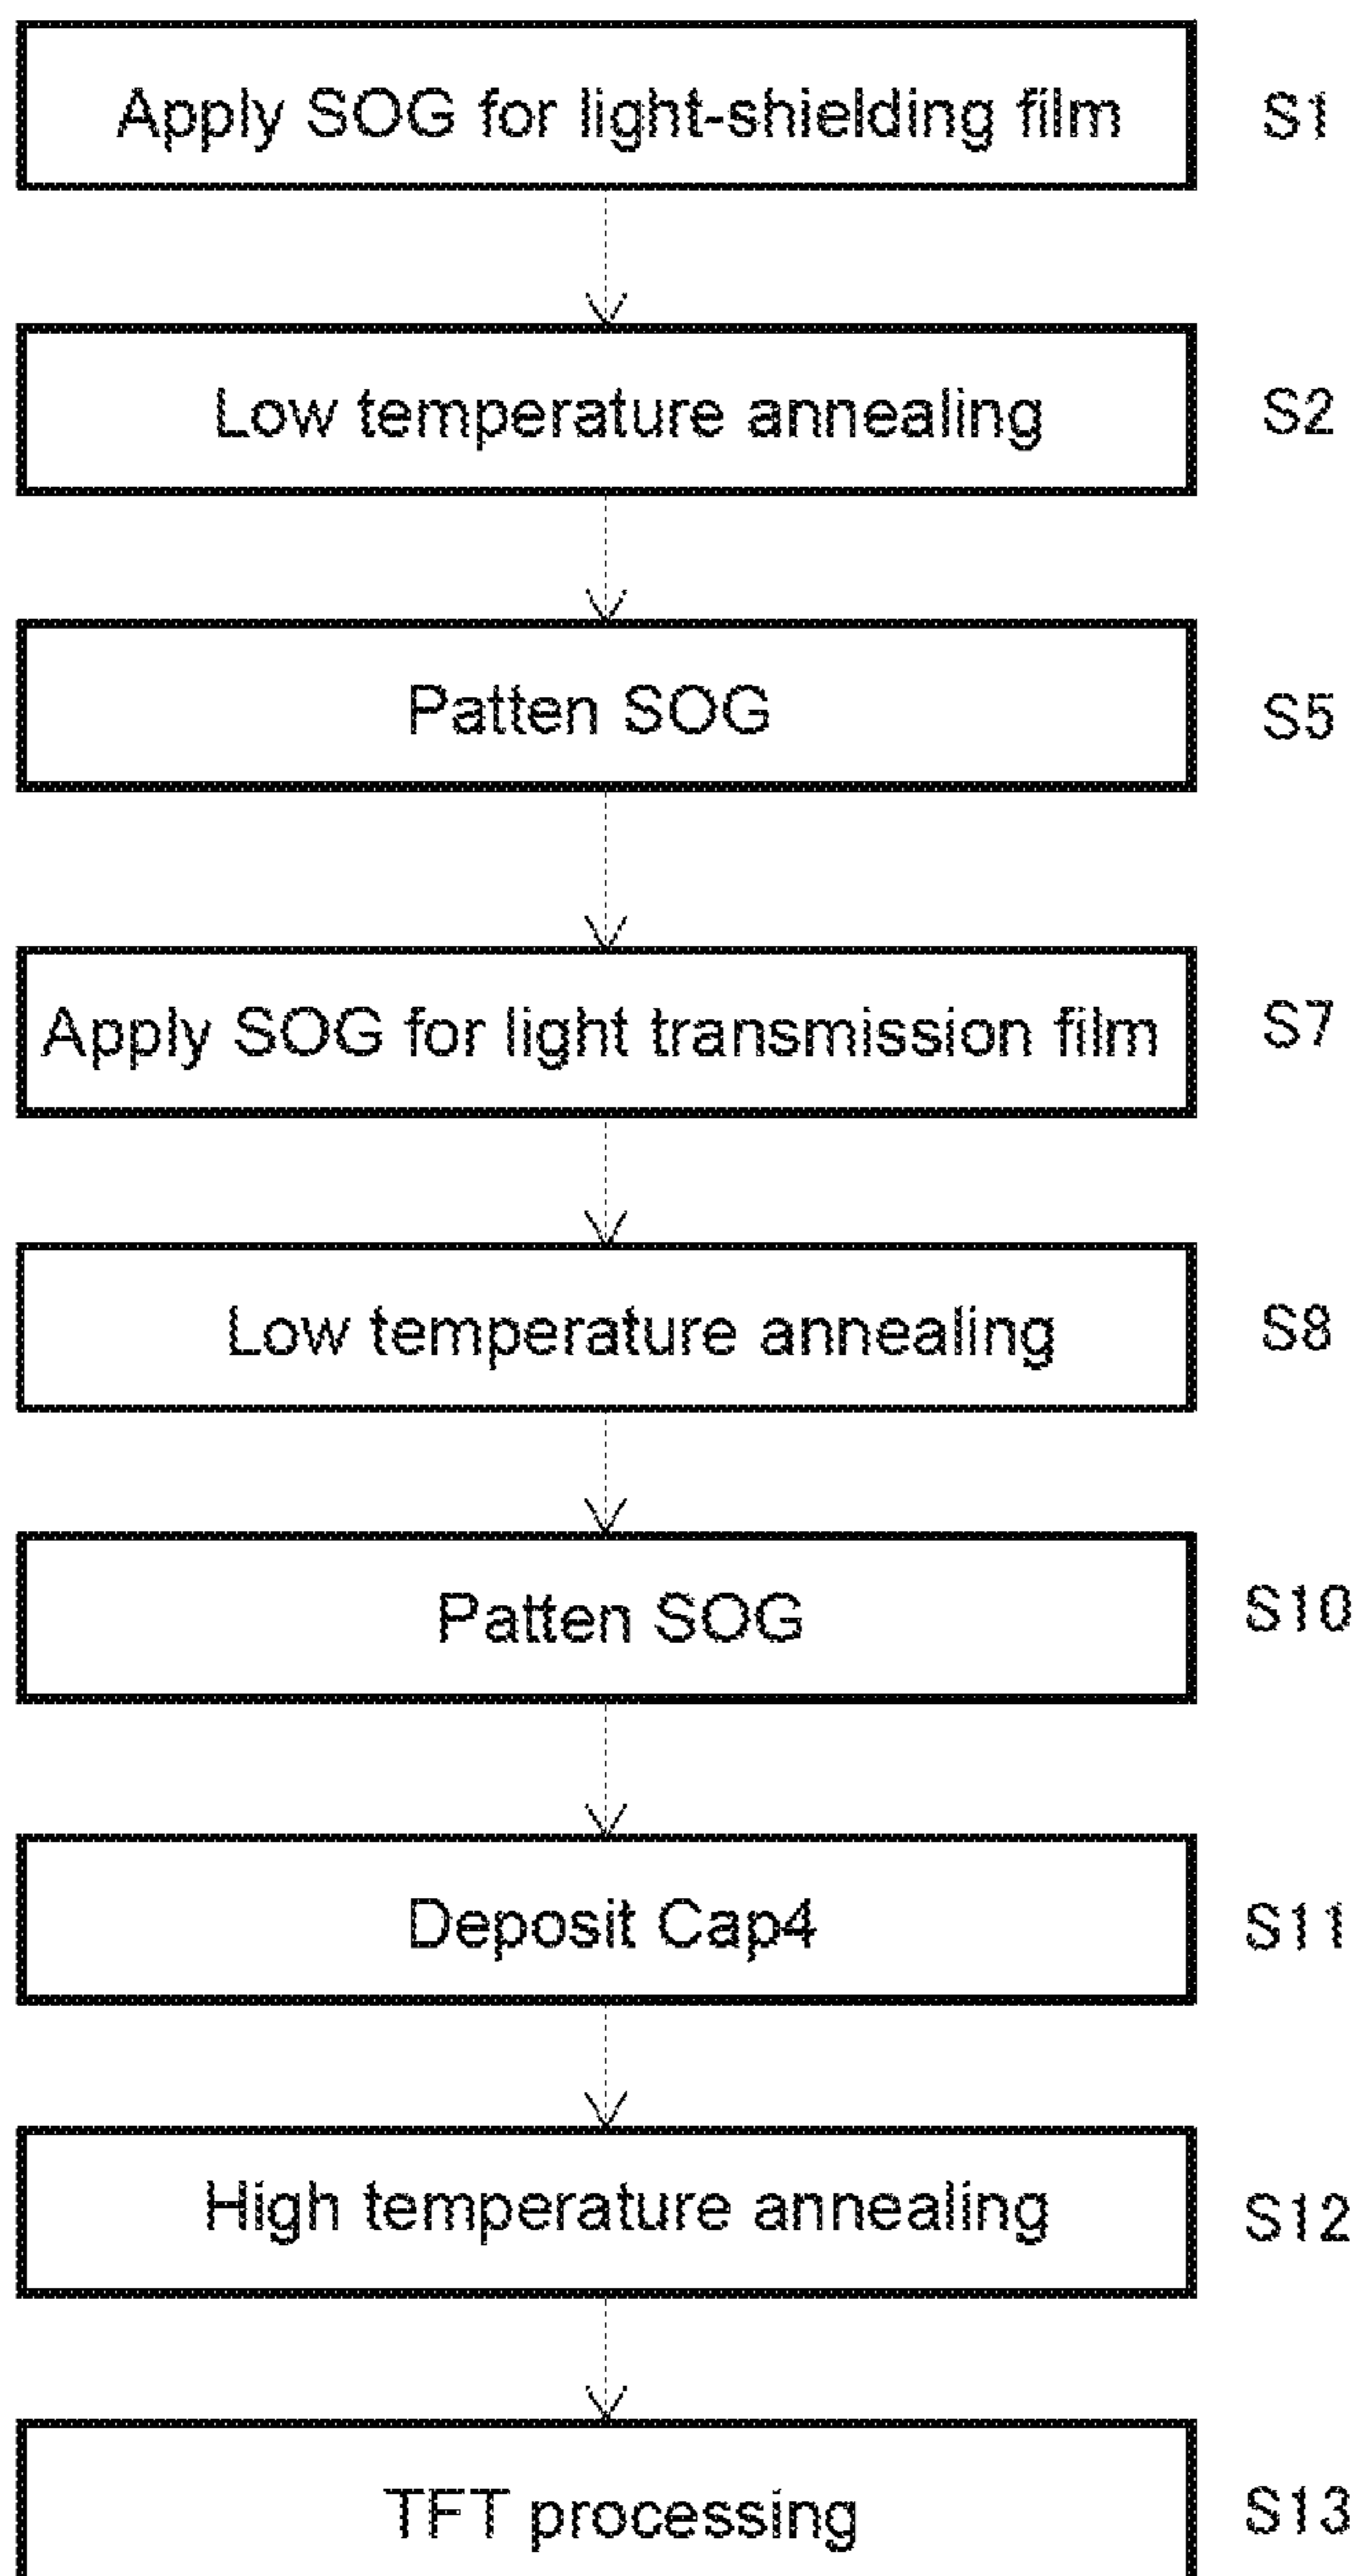 Apply SOG for light-shielding film S1
Low temperature annealing S2
Patten SOG S5
Apply SOG for light transmission film S7
Low temperature annealing S8
Patten SOG S10
Deposit Cap4 S11
High temperature annealing S12
TFT processing S13